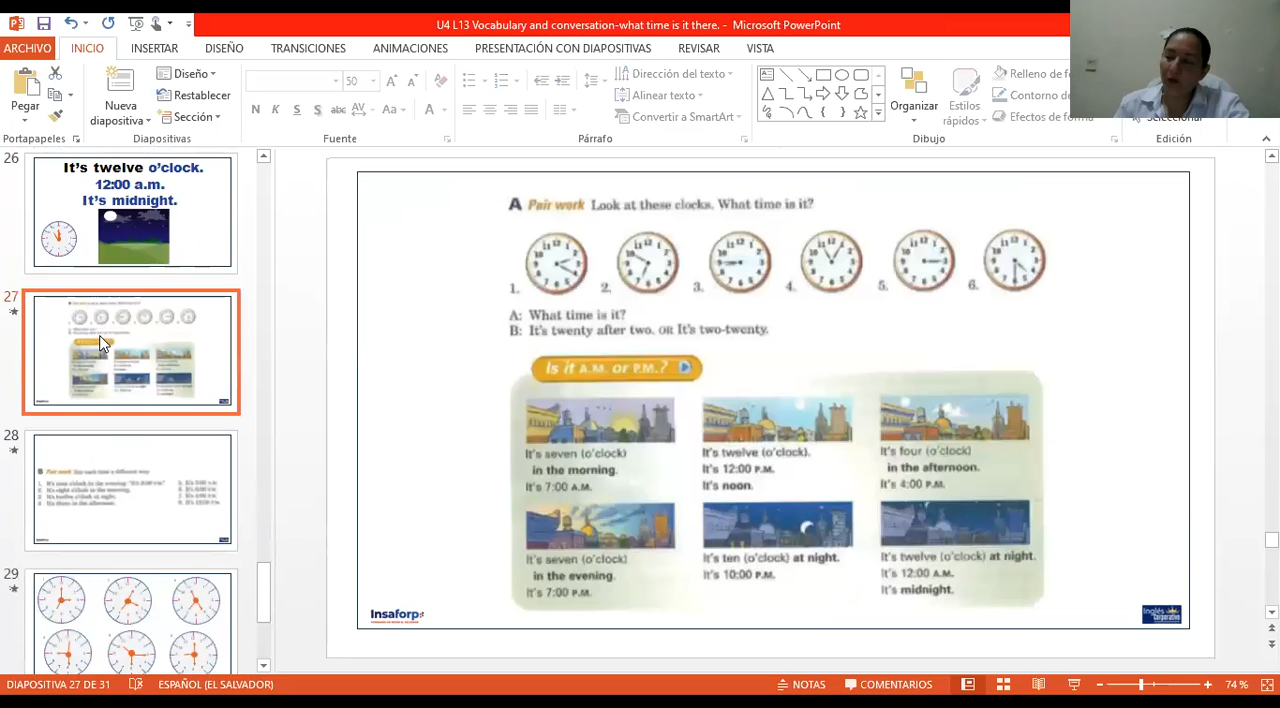 U4 L13 Vocabulary and conversation-what time is it there. - Microsoft PowerPoint
ARCHIVO INICIO INSERTAR DISEÑO TRANSICIONES ANIMACIONES PRESENTACIÓN CON DIAPOSITIVAS REVISAR VISTA
Pegar
Nueva
diapositiva
Diseño
Restablecer
Sección
50
N K S S abc AV Aa A
Dirección del texto
Alinear texto
Convertir a SmartArt
Organizar
Estilos
rápidos
Relleno de fo
Contorno de
Efectos de forma
Seleccionar
Portapapeles Diapositivas Fuente Párrafo Dibujo Edición
26
It's twelve o'clock.
12:00 a.m.
It's midnight.
27
28
29
A Pair work Look at these clocks. What time is it?
1. 2. 3. 4. 5. 6.
A: What time is it?
B: It's twenty after two. OR It's two-twenty.
Is it A.M. or P.M.?
It's seven (o'clock)
in the morning.
It's 7:00 A.M.
It's twelve (o'clock).
It's 12:00 P.M.
It's noon.
It's four (o'clock)
in the afternoon.
It's 4:00 P.M.
It's seven (o'clock)
in the evening.
It's 7:00 P.M.
It's ten (o'clock) at night.
It's 10:00 P.M.
It's twelve (o'clock) at night.
It's 12:00 A.M.
It's midnight.
Insaforp
Inglés
Corporativo
DIAPOSITIVA 27 DE 31 ESPAÑOL (EL SALVADOR) NOTAS COMENTARIOS 74 %